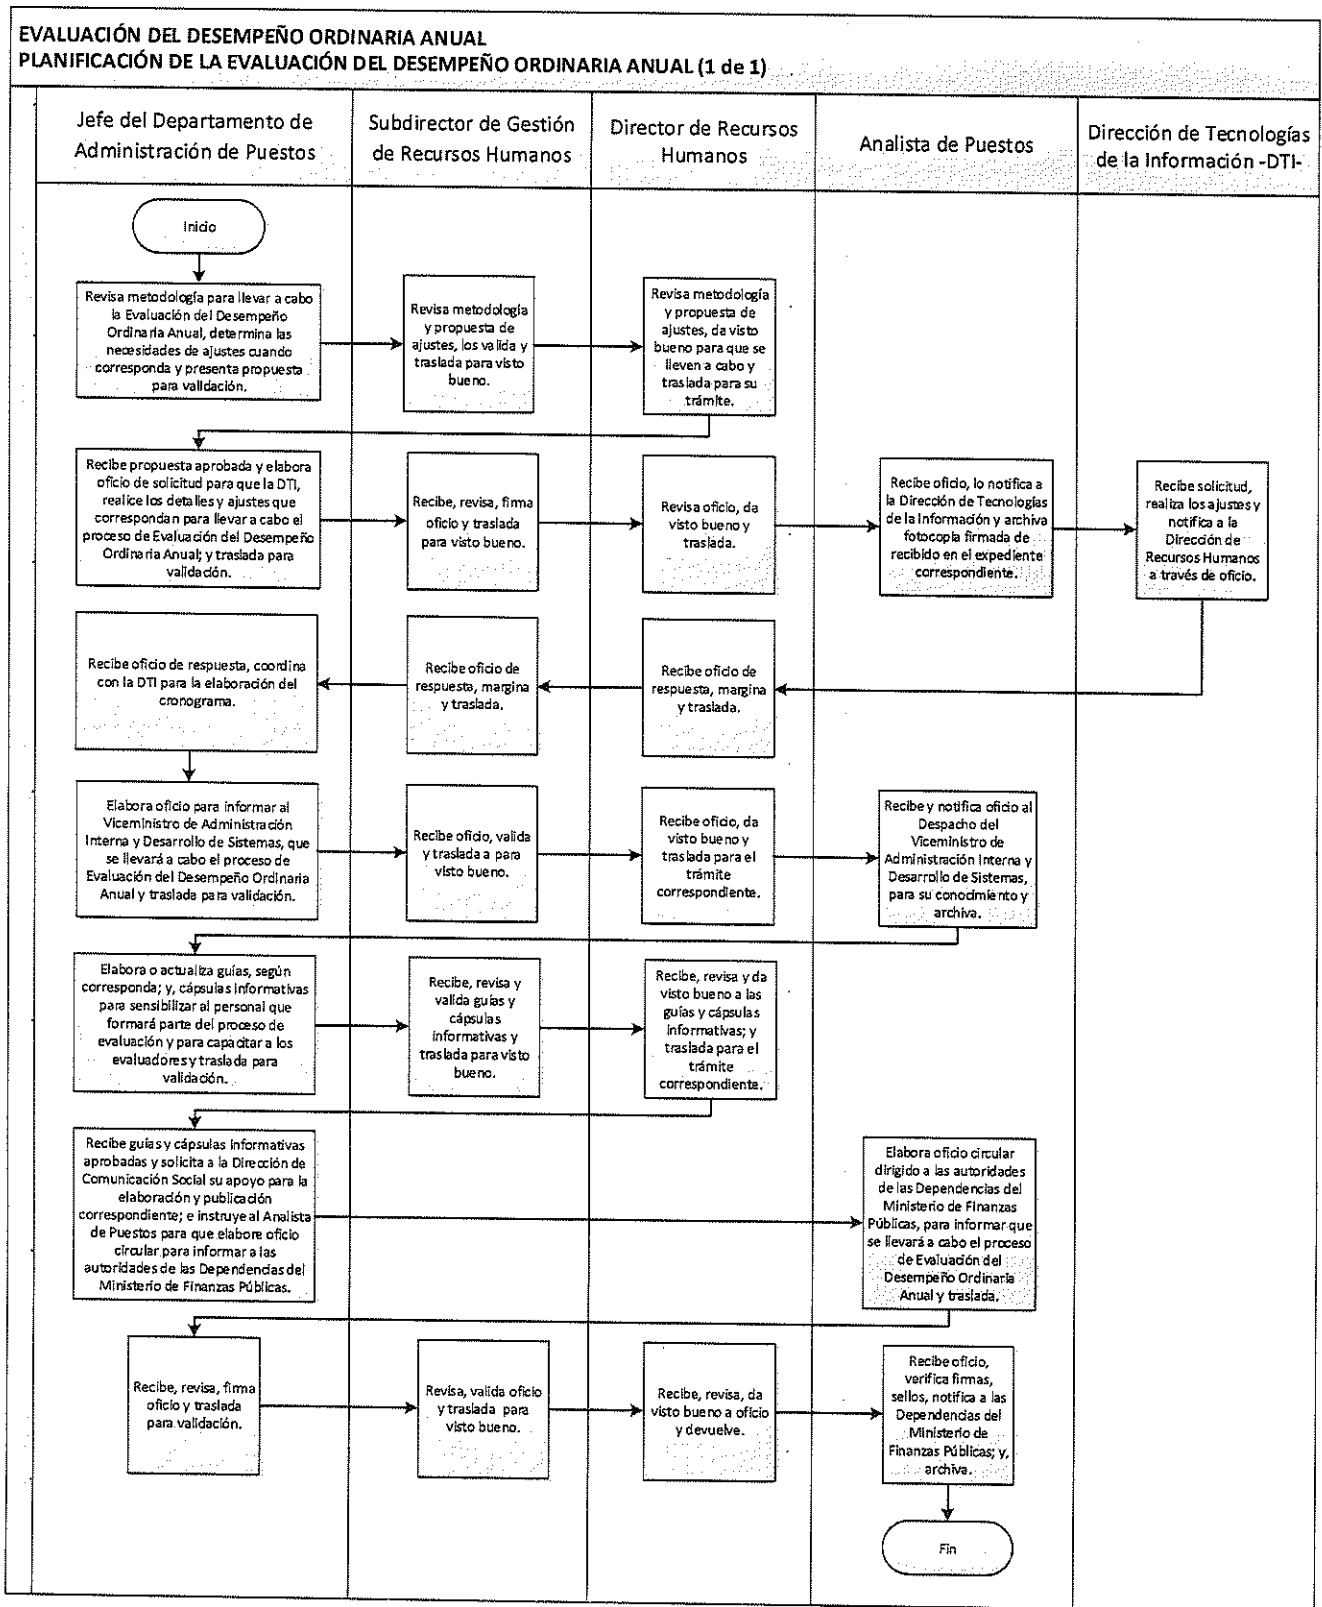 EVALUACIÓN DEL DESEMPEÑO ORDINARIA ANUAL
PLANIFICACIÓN DE LA EVALUACIÓN DEL DESEMPEÑO ORDINARIA ANUAL (1 de 1)
Jefe del Departamento de
Administración de Puestos
Subdirector de Gestión
de Recursos Humanos
Director de Recursos
Humanos
Analista de Puestos
Dirección de Tecnologías
de la Información -DTI-
Inicio
Revisa metodología para llevar a cabo
la Evaluación del Desempeño
Ordinaria Anual, determina las
necesidades de ajustes cuando
corresponda y presenta propuesta
para validación.
Revisa metodología
y propuesta de
ajustes, los valida y
traslada para visto
bueno.
Revisa metodología
y propuesta de
ajustes, da visto
bueno para que se
lleven a cabo y
traslada para su
trámite.
Recibe propuesta aprobada y elabora
oficio de solicitud para que la DTI,
realice los detalles y ajustes que
correspondan para llevar a cabo el
proceso de Evaluación del Desempeño
Ordinaria Anual; y traslada para
validación.
Recibe, revisa, firma
oficio y traslada
para visto bueno.
Revisa oficio, da
visto bueno y
traslada.
Recibe oficio, lo notifica a
la Dirección de Tecnologías
de la Información y archiva
fotocopia firmada de
recibido en el expediente
correspondiente.
Recibe solicitud,
realiza los ajustes y
notifica a la
Dirección de
Recursos Humanos
a través de oficio.
Recibe oficio de respuesta, coordina
con la DTI para la elaboración del
cronograma.
Recibe oficio de
respuesta, margina
y traslada.
Recibe oficio de
respuesta, margina
y traslada.
Elabora oficio para informar al
Viceministro de Administración
Interna y Desarrollo de Sistemas, que
se llevará a cabo el proceso de
Evaluación del Desempeño Ordinaria
Anual y traslada para validación.
Recibe oficio, valida
y traslada a para
visto bueno.
Recibe oficio, da
visto bueno y
traslada para el
trámite
correspondiente.
Recibe y notifica oficio al
Despacho del
Viceministro de
Administración Interna y
Desarrollo de Sistemas,
para su conocimiento y
archiva.
Elabora o actualiza guías, según
corresponda; y, cápsulas informativas
para sensibilizar al personal que
formará parte del proceso de
evaluación y para capacitar a los
evaluadores y traslada para
validación.
Recibe, revisa y
valida guías y
cápsulas
informativas y
traslada para visto
bueno.
Recibe, revisa y da
visto bueno a las
guías y cápsulas
informativas; y
traslada para el
trámite
correspondiente.
Recibe guías y cápsulas informativas
aprobadas y solicita a la Dirección de
Comunicación Social su apoyo para la
elaboración y publicación
correspondiente; e instruye al Analista
de Puestos para que elabore oficio
circular para informar a las
autoridades de las Dependencias del
Ministerio de Finanzas Públicas.
Elabora oficio circular
dirigido a las autoridades
de las Dependencias del
Ministerio de Finanzas
Públicas, para informar que
se llevará a cabo el proceso
de Evaluación del
Desempeño Ordinaria
Anual y traslada.
Recibe, revisa, firma
oficio y traslada
para validación.
Revisa, valida oficio
y traslada para
visto bueno.
Recibe, revisa, da
visto bueno a oficio
y devuelve.
Recibe oficio,
verifica firmas,
sellos, notifica a las
Dependencias del
Ministerio de
Finanzas Públicas; y,
archiva.
Fin